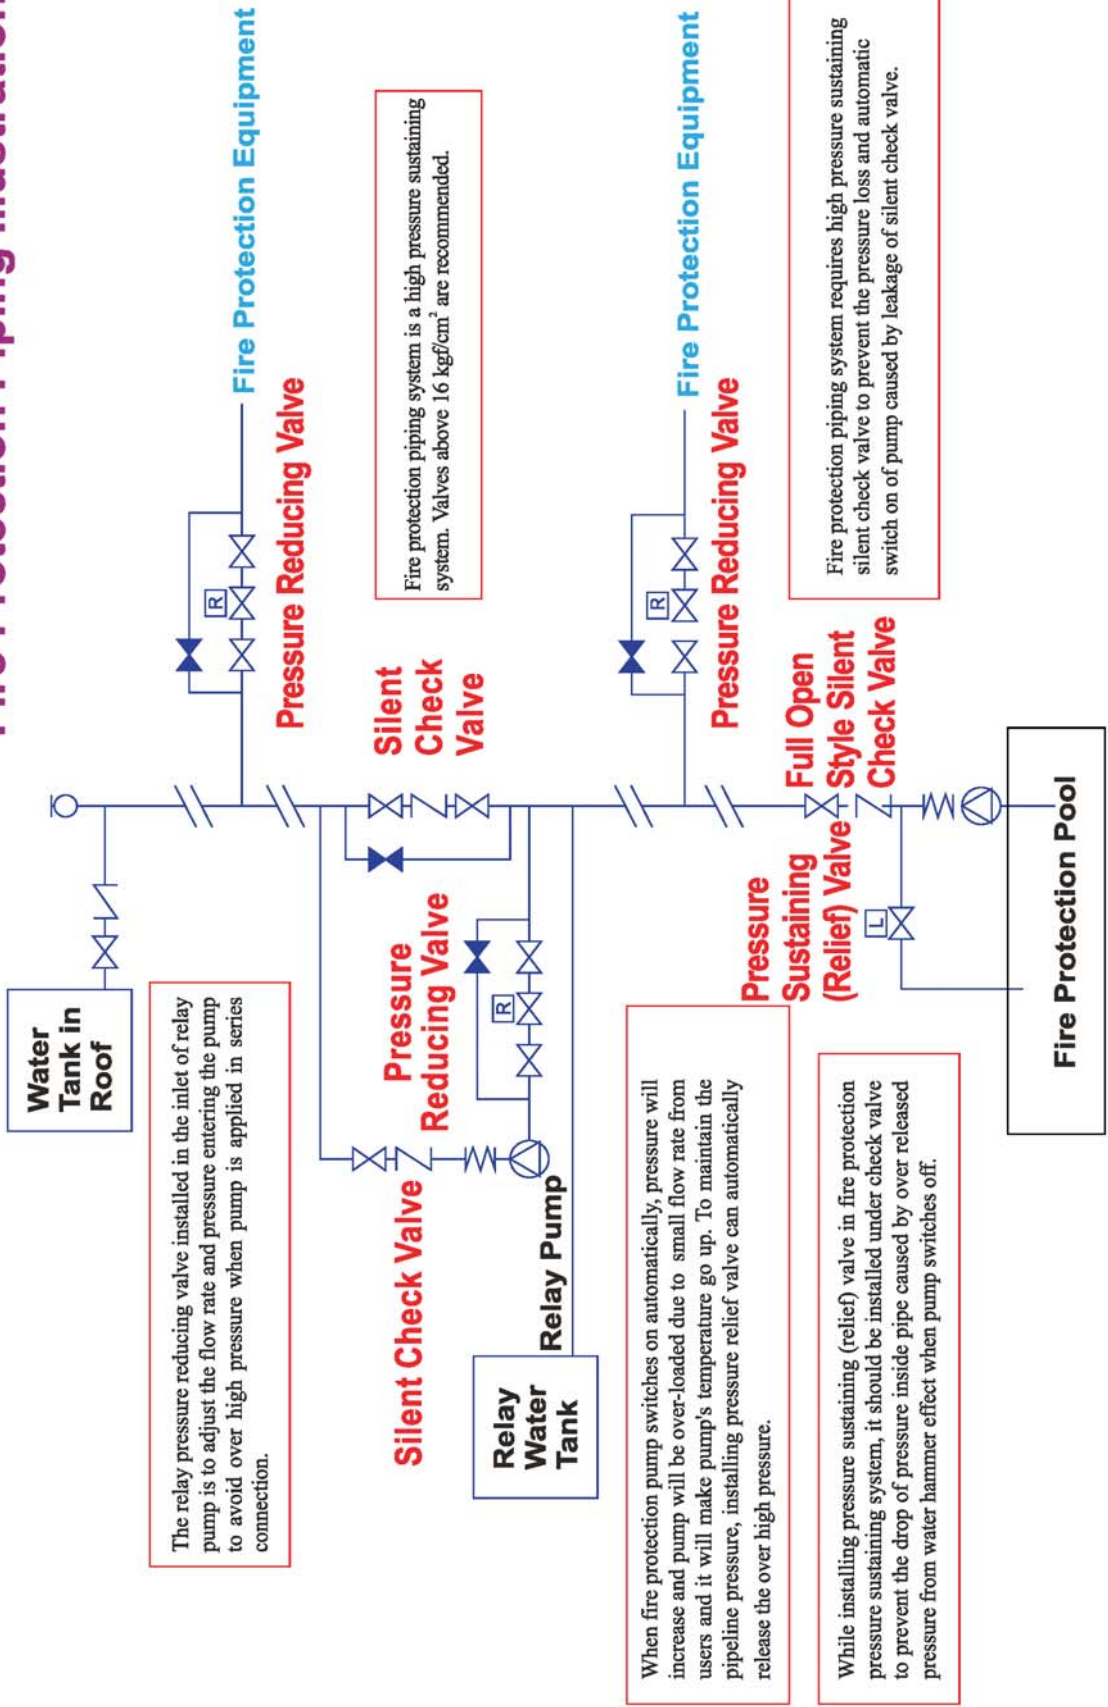 Fire Protection Piping Illustration
Water
Tank in
Roof
Fire Protection Equipment
Pressure Reducing Valve
R
The relay pressure reducing valve installed in the inlet of relay
pump is to adjust the flow rate and pressure entering the pump
to avoid over high pressure when pump is applied in series
connection.
Silent
Check
Valve
Fire protection piping system is a high pressure sustaining
system. Valves above 16 kgf/cm² are recommended.
Silent Check Valve
Pressure
Reducing Valve
R
Relay Pump
Relay
Water
Tank
Fire Protection Equipment
Pressure Reducing Valve
R
When fire protection pump switches on automatically, pressure will
increase and pump will be over-loaded due to small flow rate from
users and it will make pump's temperature go up. To maintain the
pipeline pressure, installing pressure relief valve can automatically
release the over high pressure.
Pressure
Sustaining
(Relief) Valve
L
Full Open
Style Silent
Check Valve
Fire protection piping system requires high pressure sustaining
silent check valve to prevent the pressure loss and automatic
switch on of pump caused by leakage of silent check valve.
While installing pressure sustaining (relief) valve in fire protection
pressure sustaining system, it should be installed under check valve
to prevent the drop of pressure inside pipe caused by over released
pressure from water hammer effect when pump switches off.
Fire Protection Pool